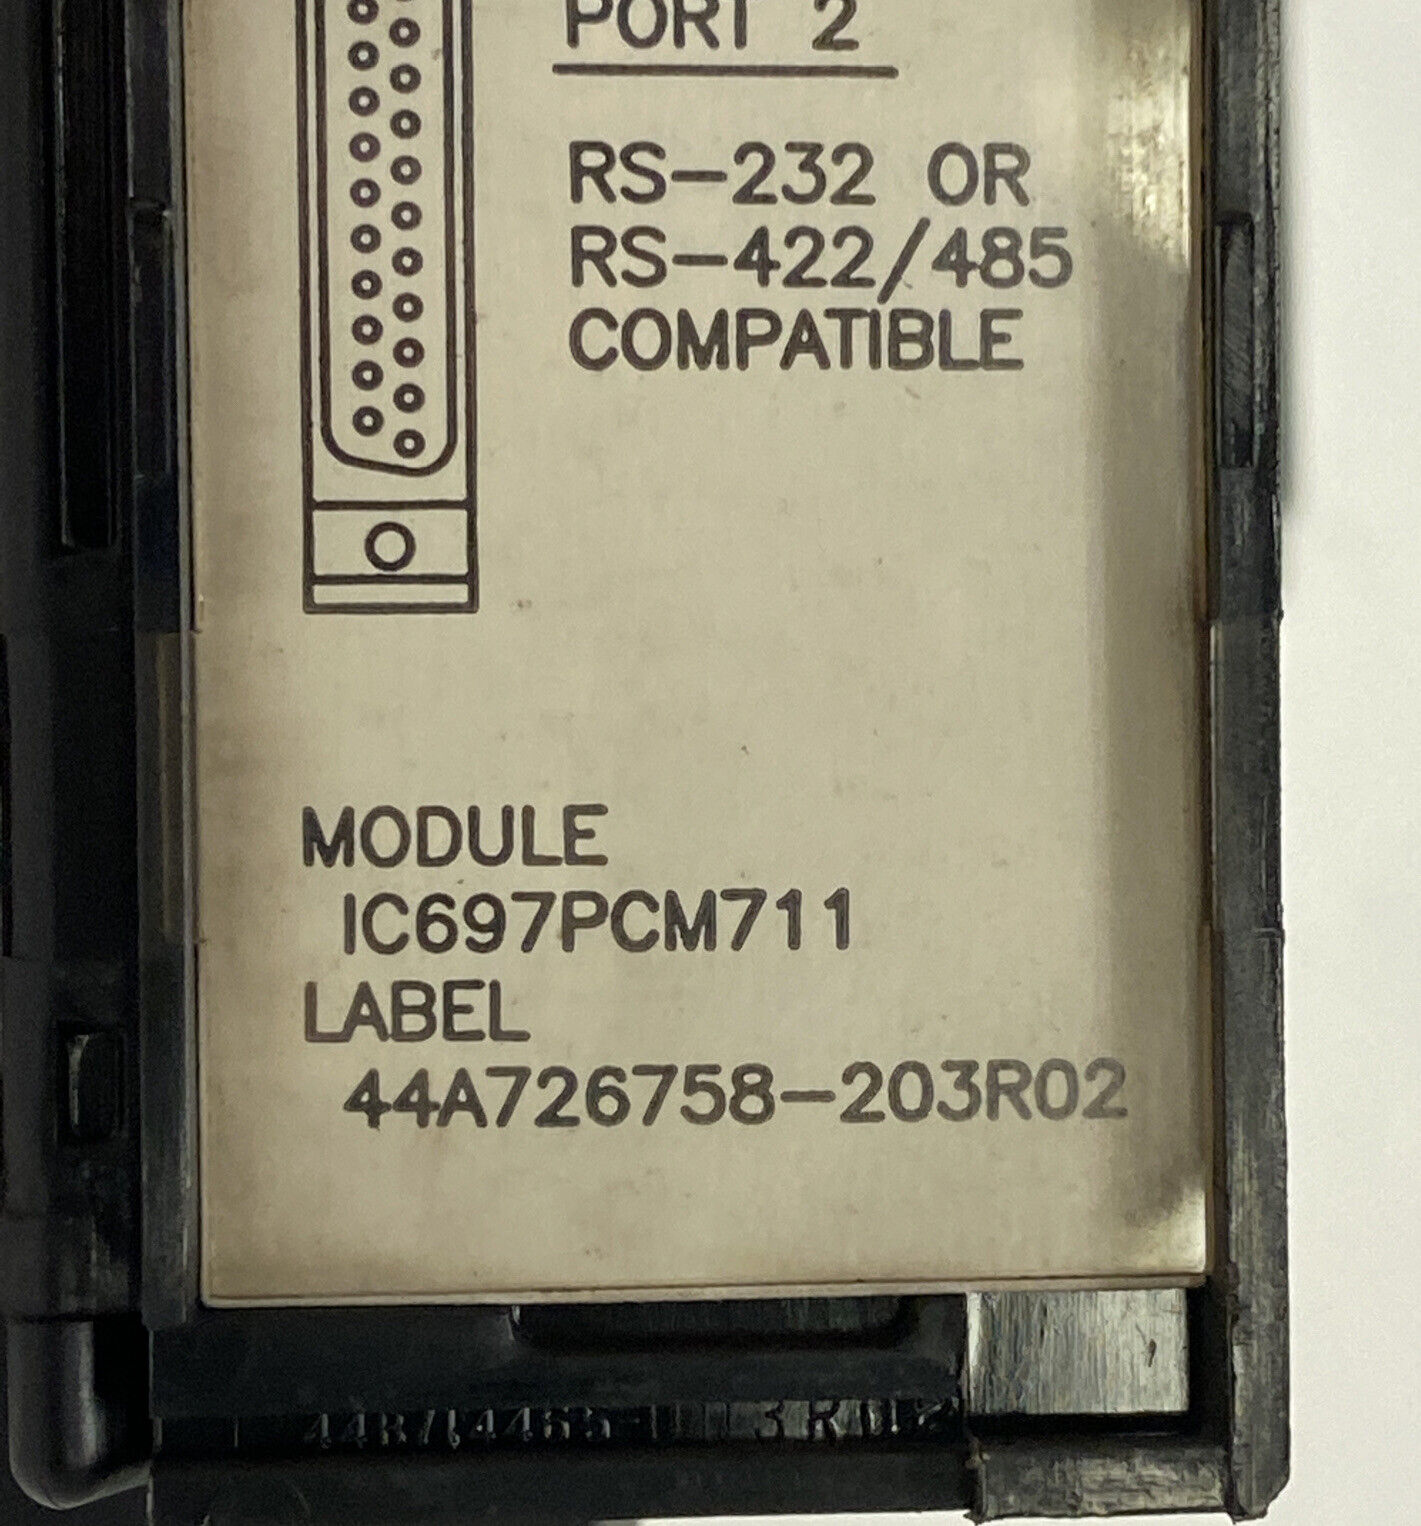 PORT 2
RS-232 OR
RS-422/485
COMPATIBLE
MODULE
IC697PCM711
LABEL
44A726758-203R02